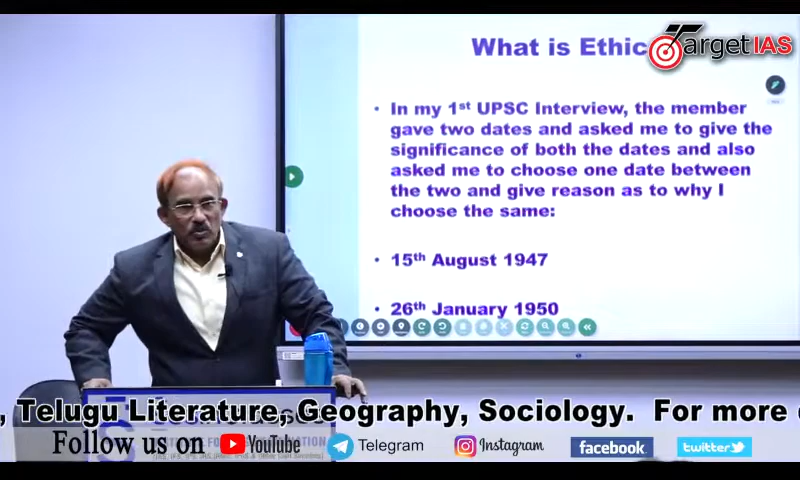 What is Ethic
Target IAS
• In my 1st UPSC Interview, the member
gave two dates and asked me to give the
significance of both the dates and also
asked me to choose one date between
the two and give reason as to why I
choose the same:
• 15th August 1947
• 26th January 1950
, Telugu Literature, Geography, Sociology. For more
Follow us on YouTube Telegram Instagram facebook twitter